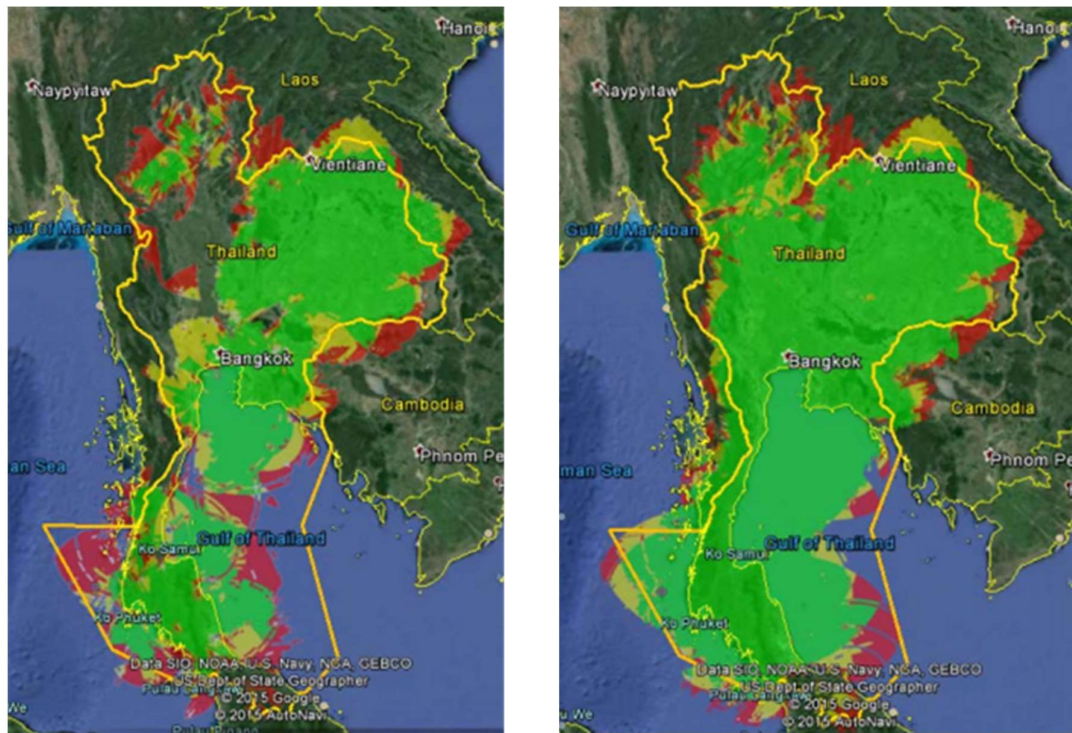 Hanoi
Laos
Naypyitaw
Vientiane
Gulf of Martaban
Thailand
Bangkok
Cambodia
Phnom Pe
man Sea
Gulf of Thailand
Ko Samui
Ko Phuket
Data SIO, NOAA, U.S. Navy, NGA, GEBCO
US Dept of State Geographer
© 2015 Google
© 2015 AutoNavi
We
Hanoi
Laos
Naypyitaw
Vientiane
Gulf of Martaban
Thailand
Bangkok
Cambodia
Phnom Pe
man Sea
Gulf of Thailand
Ko Samui
Ko Phuket
Data SIO, NOAA, U.S. Navy, NGA, GEBCO
US Dept of State Geographer
© 2015 Google
© 2015 AutoNavi
We